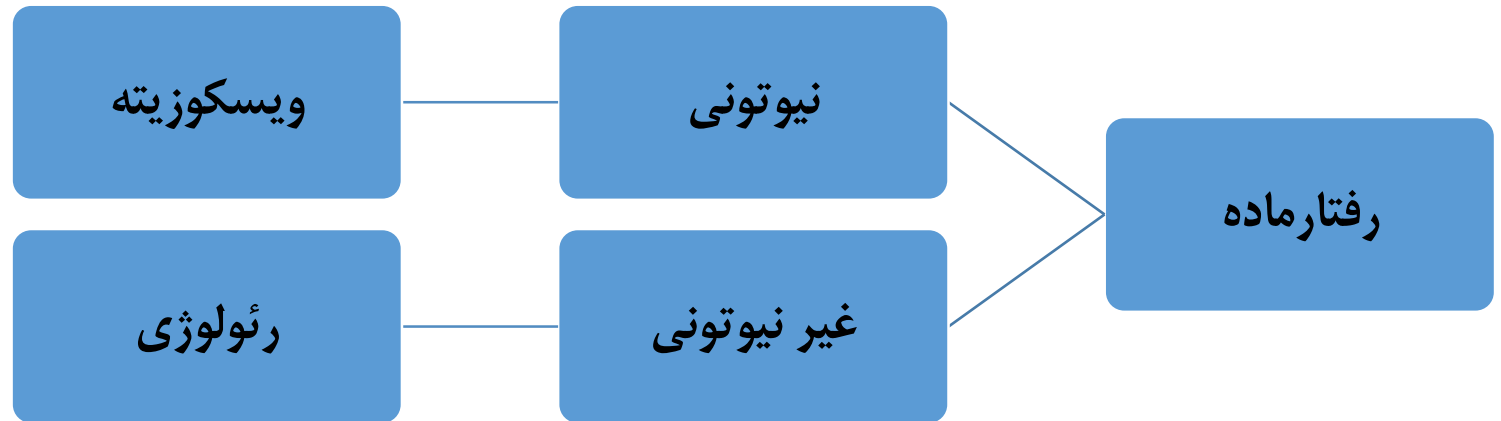 رفتارماده
نیوتونی
ویسکوزیته
غیر نیوتونی
رئولوژی